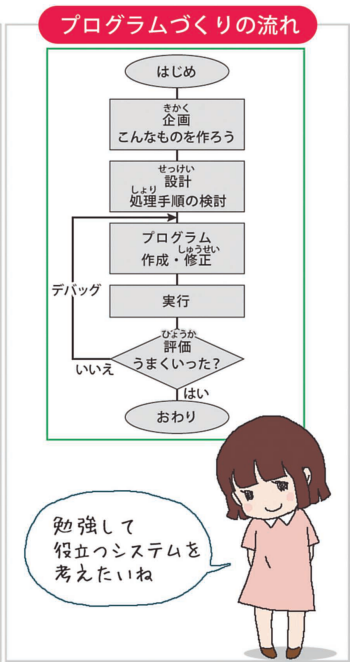 プログラムづくりの流れ
はじめ
きかく
企画
こんなものを作ろう
せっけい
設計
しょり
処理手順の検討
プログラム
しゅうせい
作成・修正
デバッグ
実行
ひょうか
評価
うまくいった？
いいえ
はい
おわり
勉強して
役立つシステムを
考えたいね